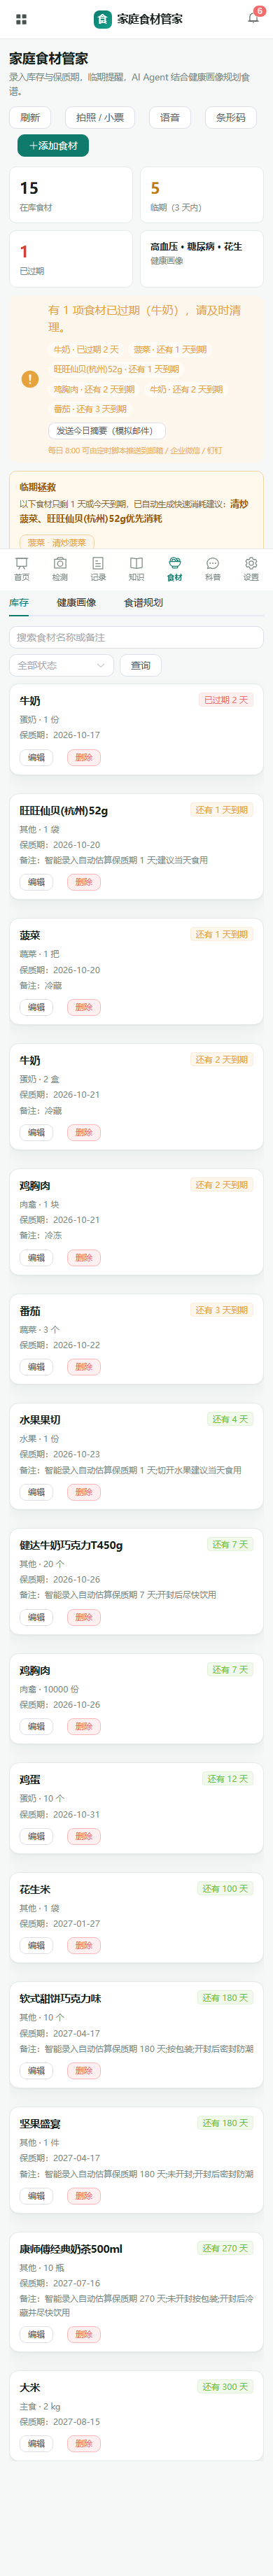 食 家庭食材管家
6
家庭食材管家
录入库存与保质期，临期提醒，AI Agent 结合健康画像规划食
谱。
刷新 拍照 / 小票 语音 条形码
＋添加食材
15
在库食材
5
临期（3 天内）
1
已过期
高血压・糖尿病・花生
健康画像
有 1 项食材已过期（牛奶），请及时清
理。
牛奶 · 已过期 2 天 菠菜 · 还有 1 天到期
旺旺仙贝(杭州)52g · 还有 1 天到期
鸡胸肉 · 还有 2 天到期 牛奶 · 还有 2 天到期
番茄 · 还有 3 天到期
发送今日摘要（模拟邮件）
每日 8:00 可由定时脚本推送到邮箱 / 企业微信 / 钉钉
临期拯救
以下食材只剩 1 天或今天到期，已自动生成快速消耗建议：清炒
菠菜、旺旺仙贝(杭州)52g优先消耗
菠菜 · 清炒菠菜
首页 检测 记录 知识 食材 科普 设置
库存 健康画像 食谱规划
搜索食材名称或备注
全部状态 查询
牛奶 已过期 2 天
蛋奶 · 1 份
保质期：2026-10-17
编辑 删除
旺旺仙贝(杭州)52g 还有 1 天到期
其他 · 1 袋
保质期：2026-10-20
备注：智能录入自动估算保质期 1 天;建议当天食用
编辑 删除
菠菜 还有 1 天到期
蔬菜 · 1 把
保质期：2026-10-20
备注：冷藏
编辑 删除
牛奶 还有 2 天到期
蛋奶 · 2 盒
保质期：2026-10-21
备注：冷藏
编辑 删除
鸡胸肉 还有 2 天到期
肉禽 · 1 块
保质期：2026-10-21
备注：冷冻
编辑 删除
番茄 还有 3 天到期
蔬菜 · 3 个
保质期：2026-10-22
编辑 删除
水果果切 还有 4 天
水果 · 1 份
保质期：2026-10-23
备注：智能录入自动估算保质期 1 天;切开水果建议当天食用
编辑 删除
健达牛奶巧克力T450g 还有 7 天
其他 · 20 个
保质期：2026-10-26
备注：智能录入自动估算保质期 7 天;开封后尽快饮用
编辑 删除
鸡胸肉 还有 7 天
肉禽 · 10000 份
保质期：2026-10-26
编辑 删除
鸡蛋 还有 12 天
蛋奶 · 10 个
保质期：2026-10-31
编辑 删除
花生米 还有 100 天
其他 · 1 袋
保质期：2027-01-27
编辑 删除
软式甜饼巧克力味 还有 180 天
其他 · 10 个
保质期：2027-04-17
备注：智能录入自动估算保质期 180 天;按包装;开封后密封防潮
编辑 删除
坚果盛宴 还有 180 天
其他 · 1 件
保质期：2027-04-17
备注：智能录入自动估算保质期 180 天;未开封;开封后密封防潮
编辑 删除
康师傅经典奶茶500ml 还有 270 天
其他 · 10 瓶
保质期：2027-07-16
备注：智能录入自动估算保质期 270 天;未开封按包装;开封后冷
藏并尽快饮用
编辑 删除
大米 还有 300 天
主食 · 2 kg
保质期：2027-08-15
编辑 删除